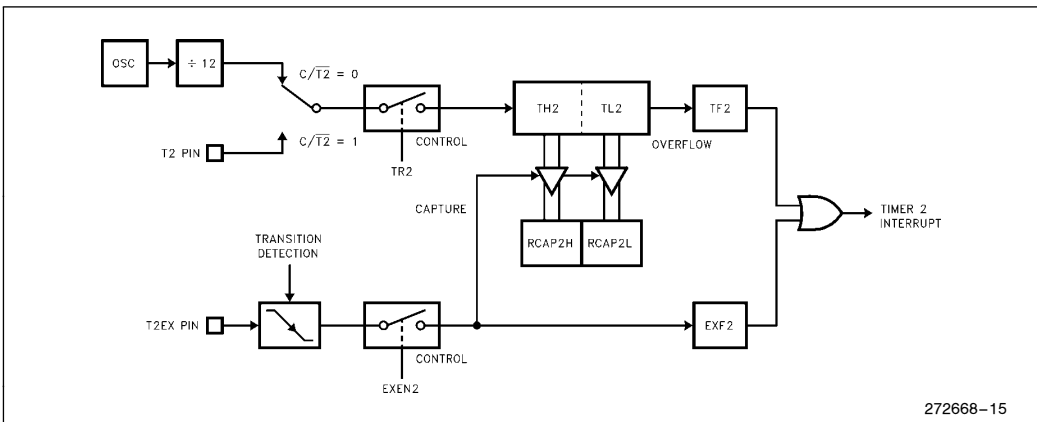 OSC
÷ 12
C/T2̅ = 0
TH2
TL2
TF2
CONTROL
OVERFLOW
C/T2̅ = 1
T2 PIN
TR2
CAPTURE
TIMER 2
INTERRUPT
RCAP2H
RCAP2L
TRANSITION
DETECTION
T2EX PIN
EXF2
CONTROL
EXEN2
272668–15